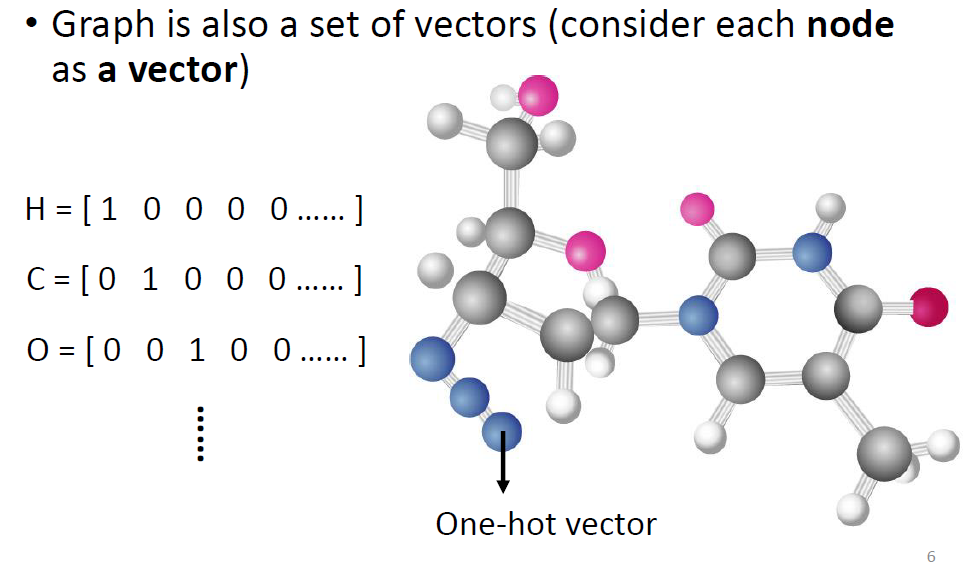 • Graph is also a set of vectors (consider each node
as a vector)
H = [ 1 0 0 0 0 …… ]
C = [ 0 1 0 0 0 …… ]
O = [ 0 0 1 0 0 …… ]
……
One-hot vector
6